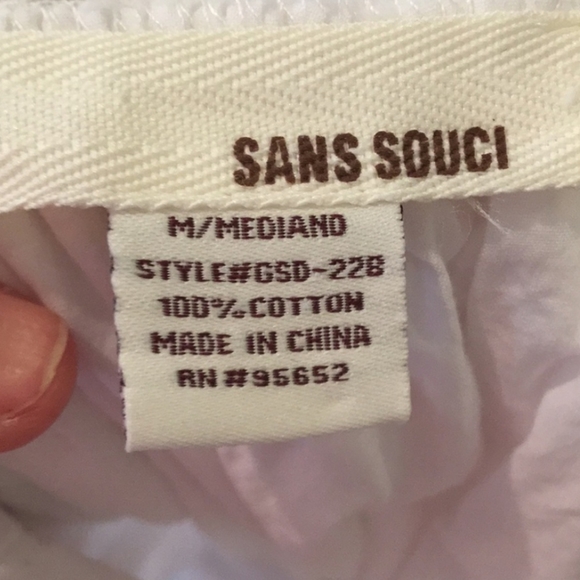 SANS SOUCI
M/MEDIANO
STYLE#GSD-228
100%COTTON
MADE IN CHINA
RN#95652